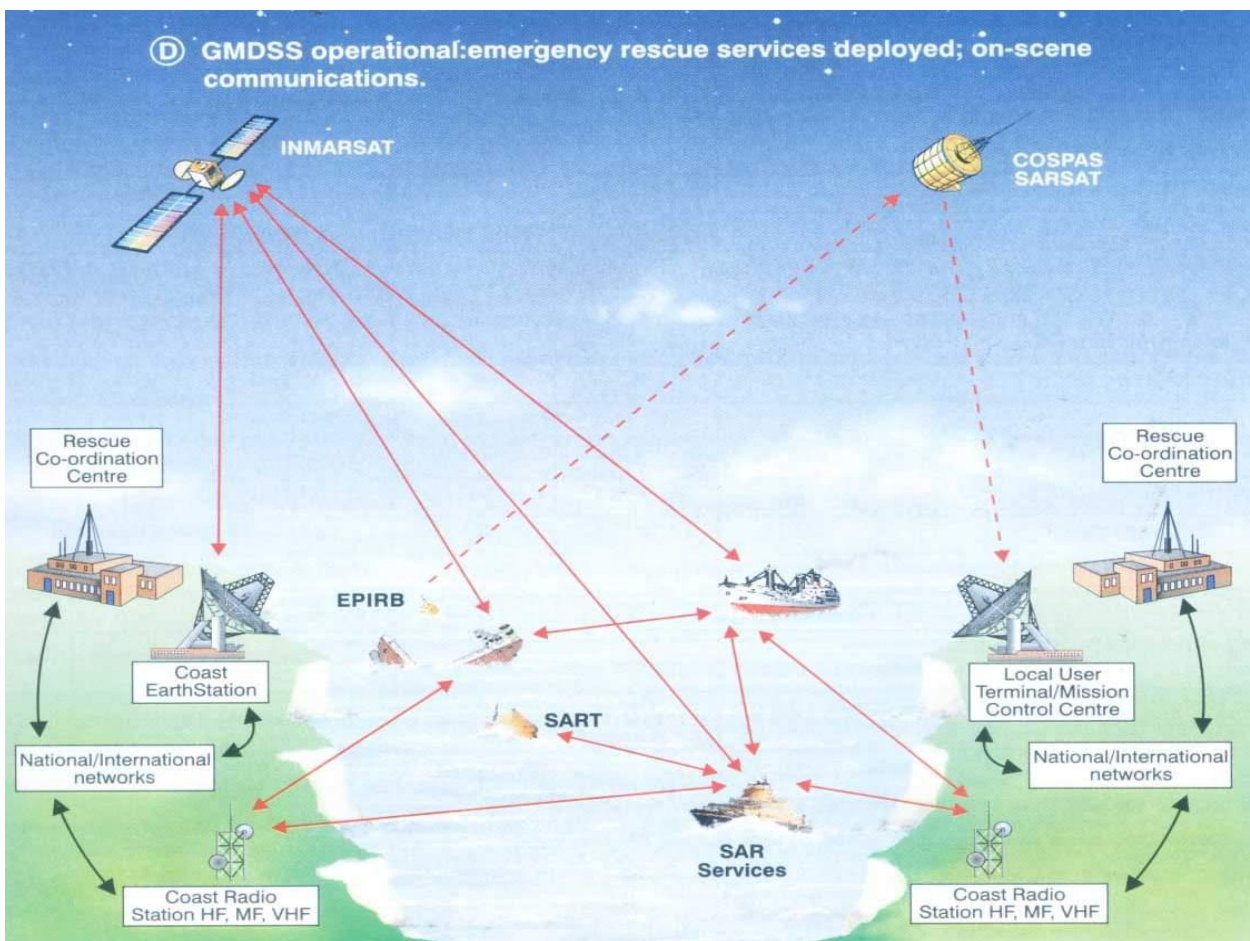 D GMDSS operational:emergency rescue services deployed; on-scene
communications.
INMARSAT
COSPAS
SARSAT
Rescue
Co-ordination
Centre
Rescue
Co-ordination
Centre
EPIRB
Coast
EarthStation
SART
Local User
Terminal/Mission
Control Centre
National/International
networks
National/International
networks
SAR
Services
Coast Radio
Station HF, MF, VHF
Coast Radio
Station HF, MF, VHF